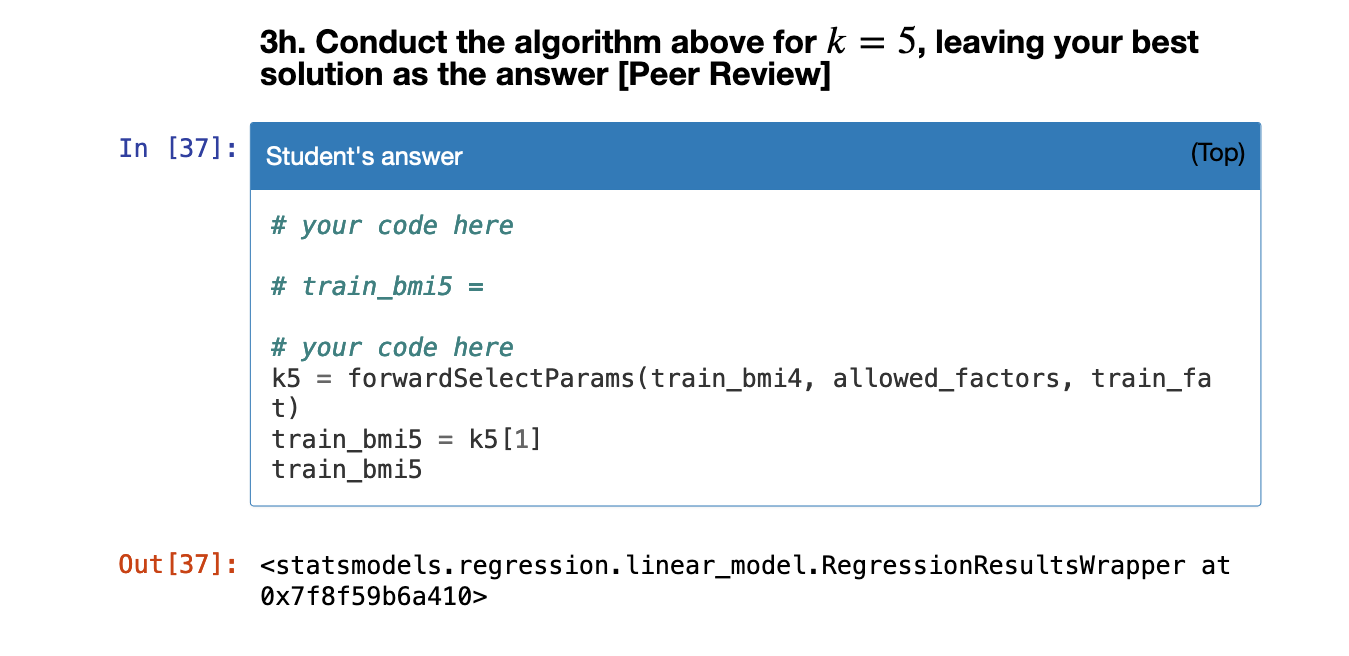 3h. Conduct the algorithm above for k = 5, leaving your best
solution as the answer [Peer Review]
In [37]:
Student's answer
(Top)
# your code here
# train_bmi5 =
# your code here
k5 = forwardSelectParams(train_bmi4, allowed_factors, train_fa
t)
train_bmi5 = k5[1]
train_bmi5
Out[37]: <statsmodels.regression.linear_model.RegressionResultsWrapper at
0x7f8f59b6a410>